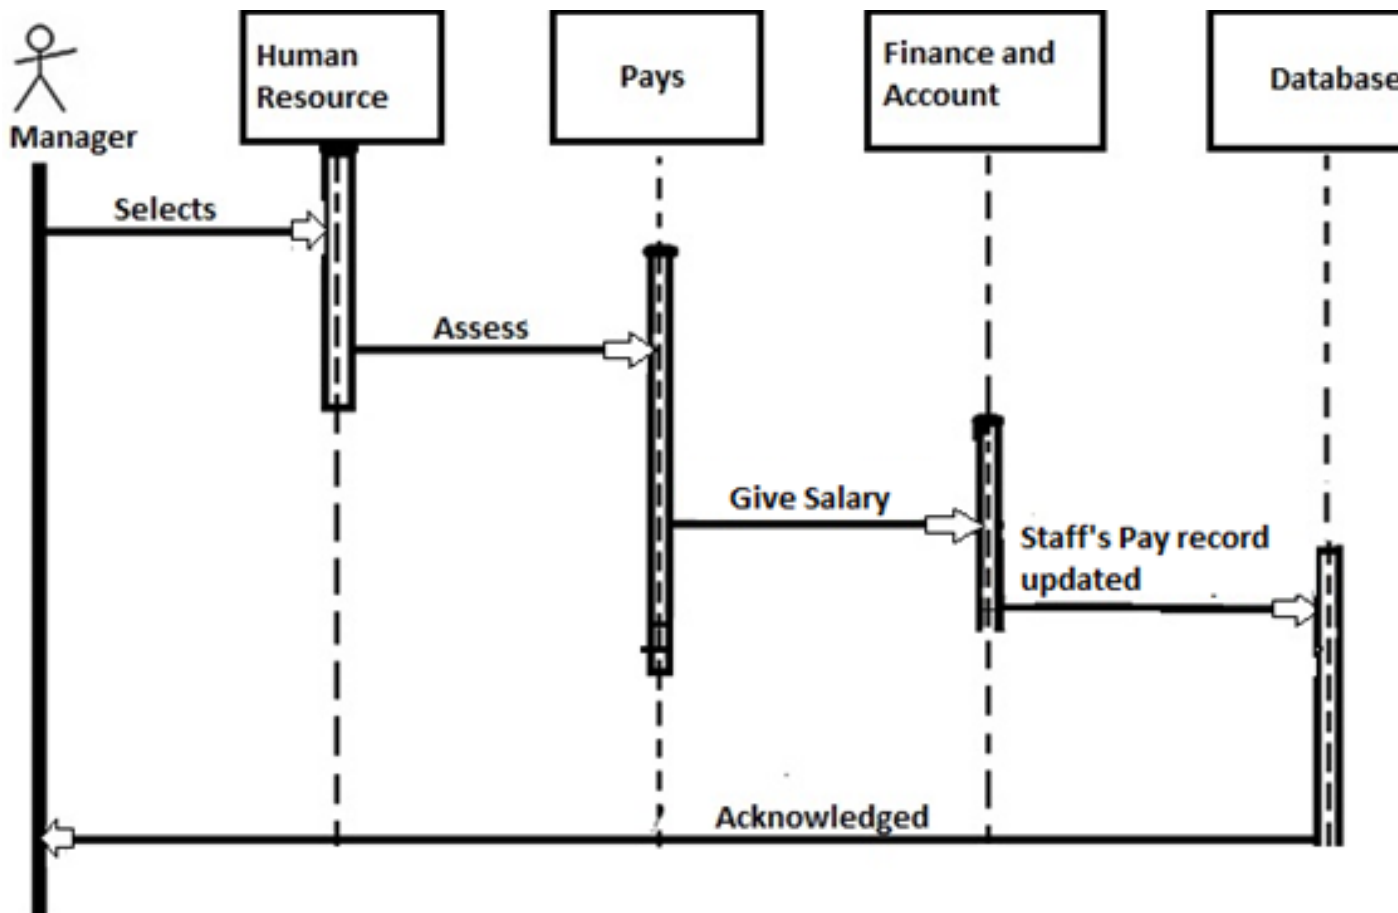 Manager
Human
Resource
Pays
Finance and
Account
Database
Selects
Assess
Give Salary
Staff's Pay record
updated
Acknowledged